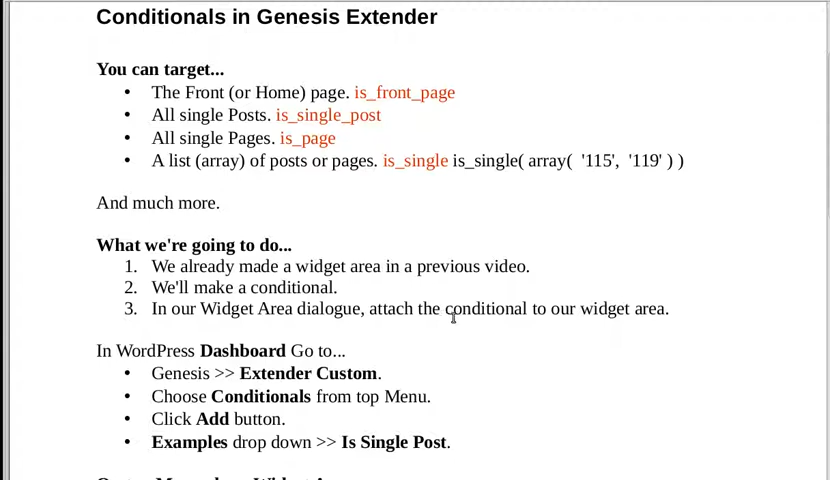 Conditionals in Genesis Extender
You can target...
• The Front (or Home) page. is_front_page
• All single Posts. is_single_post
• All single Pages. is_page
• A list (array) of posts or pages. is_single is_single( array( '115', '119' ) )
And much more.
What we're going to do...
1. We already made a widget area in a previous video.
2. We'll make a conditional.
3. In our Widget Area dialogue, attach the conditional to our widget area.
In WordPress Dashboard Go to...
• Genesis >> Extender Custom.
• Choose Conditionals from top Menu.
• Click Add button.
• Examples drop down >> Is Single Post.